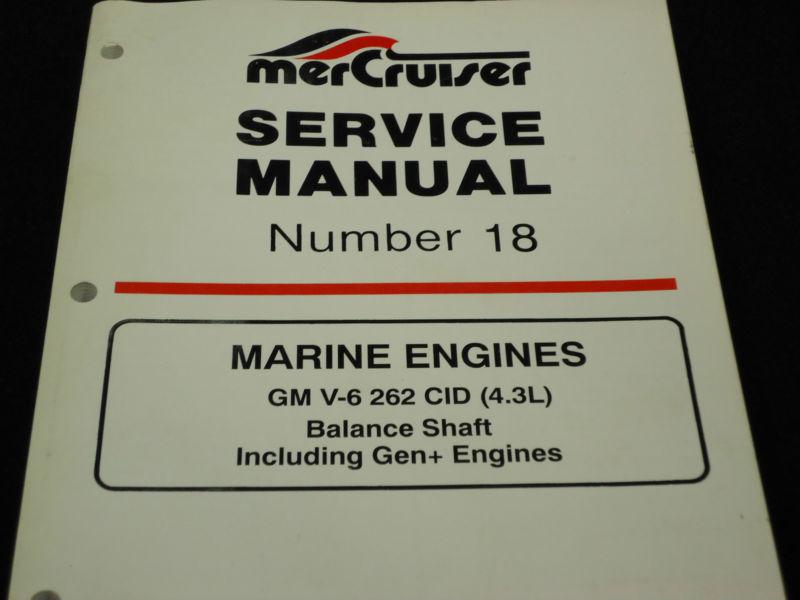 merCruiser
SERVICE
MANUAL
Number 18
MARINE ENGINES
GM V-6 262 CID (4.3L)
Balance Shaft
Including Gen+ Engines